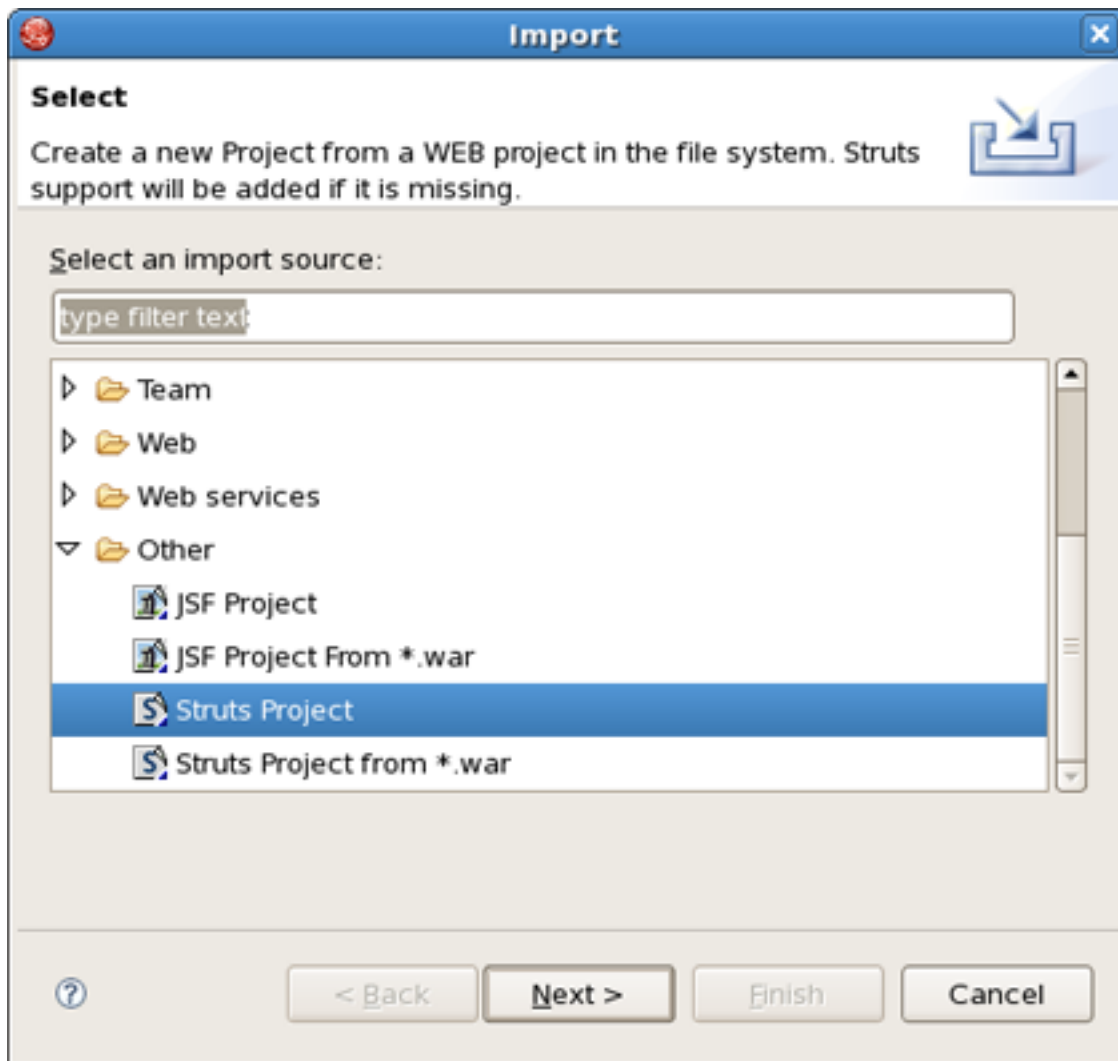 Import
Select
Create a new Project from a WEB project in the file system. Struts
support will be added if it is missing.
Select an import source:
type filter text
Team
Web
Web services
Other
JSF Project
JSF Project From *.war
Struts Project
Struts Project from *.war
< Back Next > Finish Cancel